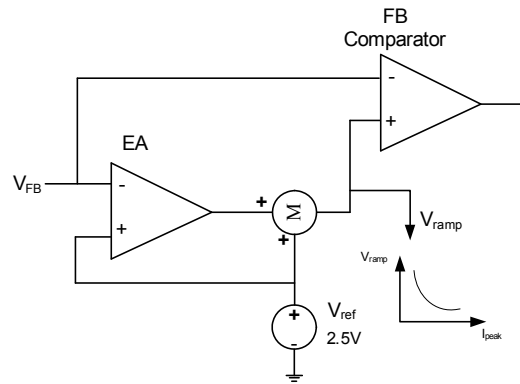 FB
Comparator
-
+
EA
V_FB
-
+
+
M
+
V_ramp
V_ramp
I_peak
+
-
V_ref
2.5V